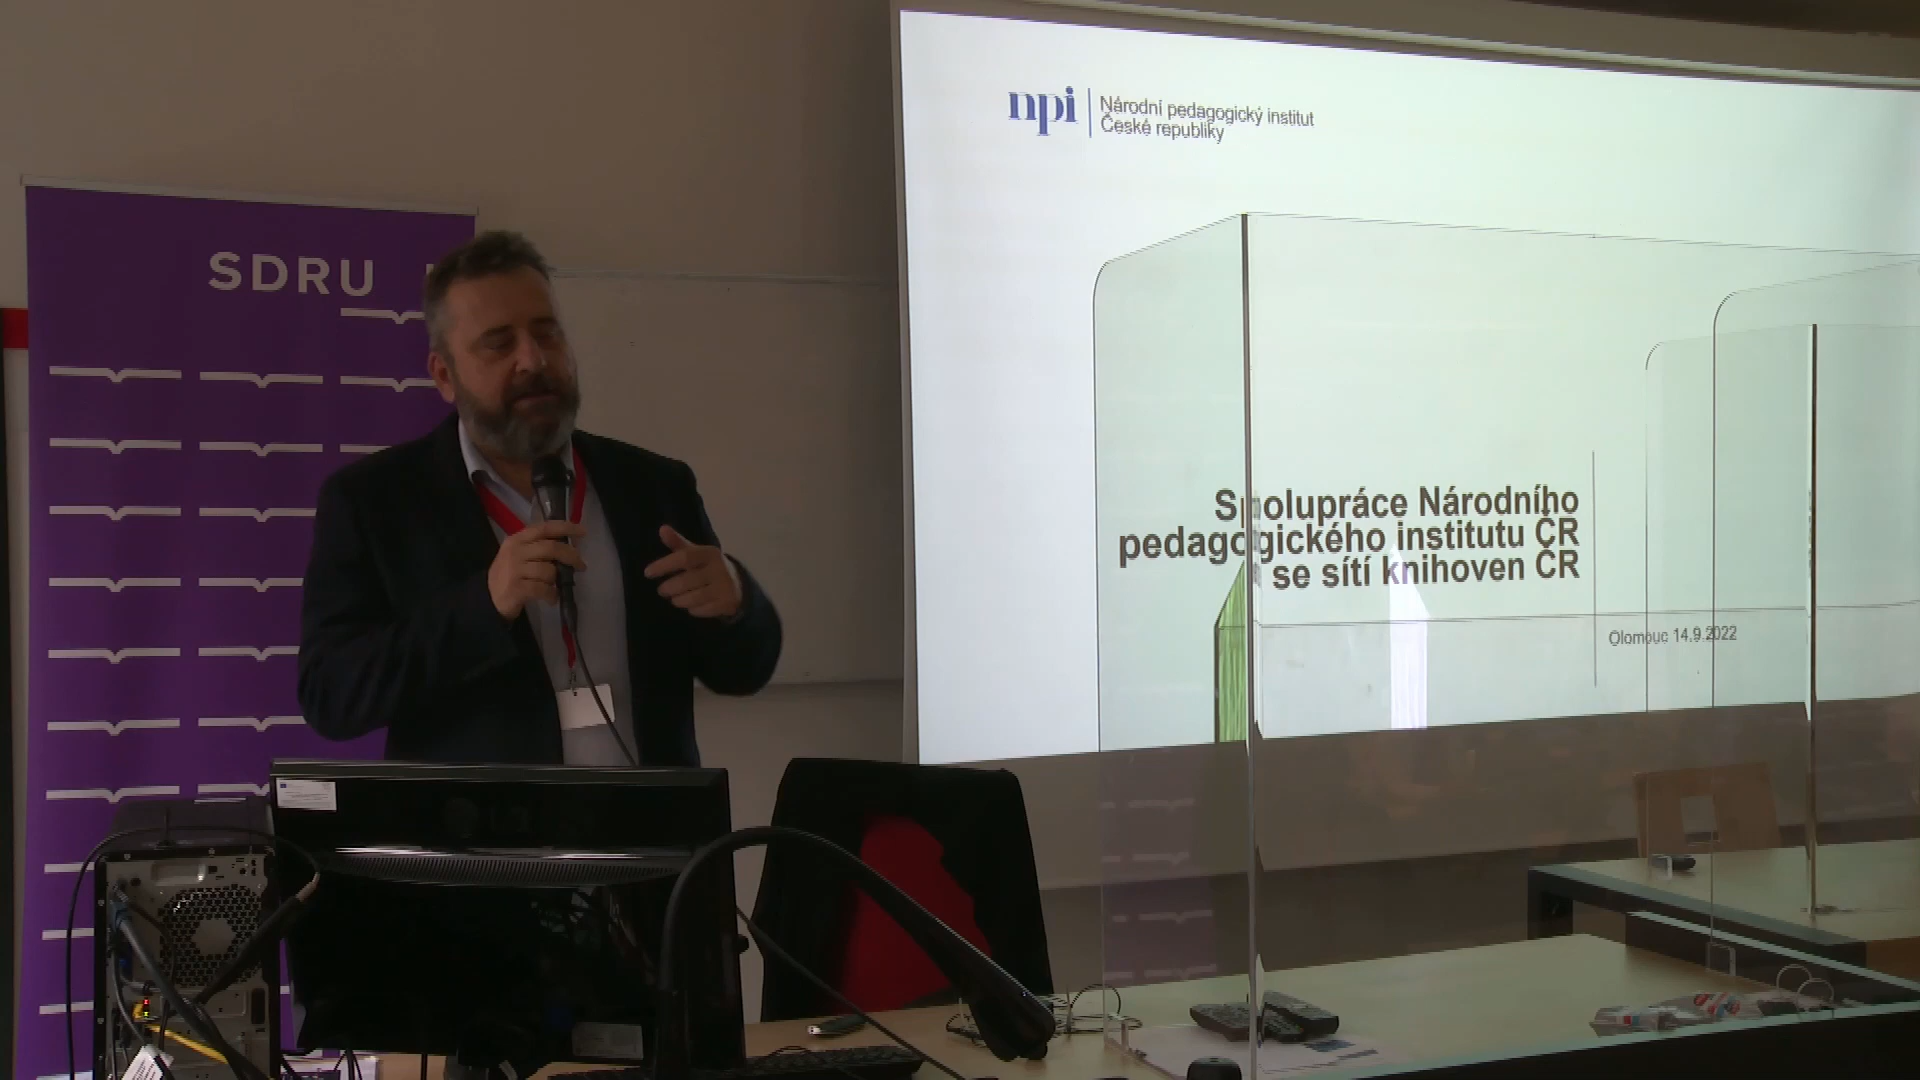 SDRU
npi
Národní pedagogický institut
České republiky
Spolupráce Národního
pedagogického institutu ČR
se sítí knihoven ČR
Olomouc 14.9.2022